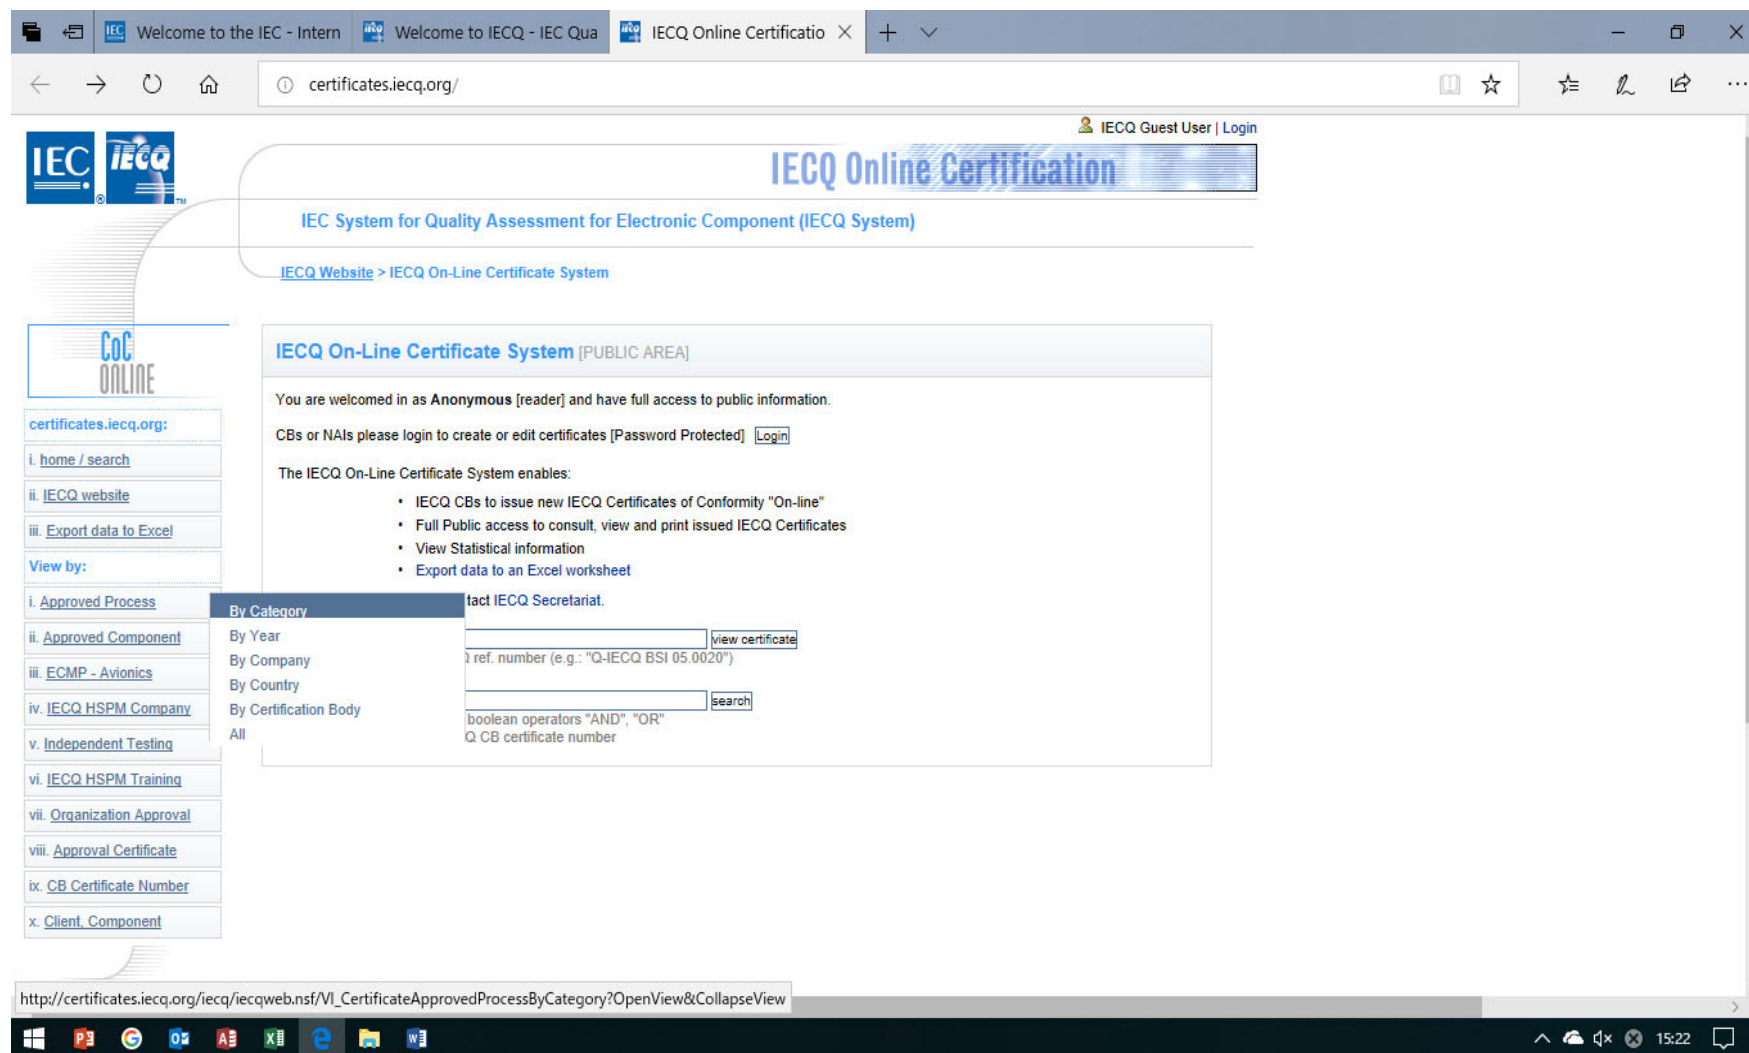 Welcome to the IEC - Intern
Welcome to IECQ - IEC Qua
IECQ Online Certificatio
certificates.iecq.org/
IECQ Guest User | Login
IEC IECQ
IECQ Online Certification
IEC System for Quality Assessment for Electronic Component (IECQ System)
IECQ Website > IECQ On-Line Certificate System
CoC
ONLINE
certificates.iecq.org:
i. home / search
ii. IECQ website
iii. Export data to Excel
View by:
i. Approved Process
ii. Approved Component
iii. ECMP - Avionics
iv. IECQ HSPM Company
v. Independent Testing
vi. IECQ HSPM Training
vii. Organization Approval
viii. Approval Certificate
ix. CB Certificate Number
x. Client, Component
By Category
By Year
By Company
By Country
By Certification Body
All
IECQ On-Line Certificate System [PUBLIC AREA]
You are welcomed in as Anonymous [reader] and have full access to public information.
CBs or NAIs please login to create or edit certificates [Password Protected] Login
The IECQ On-Line Certificate System enables:
• IECQ CBs to issue new IECQ Certificates of Conformity "On-line"
• Full Public access to consult, view and print issued IECQ Certificates
• View Statistical information
• Export data to an Excel worksheet
tact IECQ Secretariat.
view certificate
ref. number (e.g.: "Q-IECQ BSI 05.0020")
search
boolean operators "AND", "OR"
Q CB certificate number
http://certificates.iecq.org/iecq/iecqweb.nsf/VI_CertificateApprovedProcessByCategory?OpenView&CollapseView
15:22